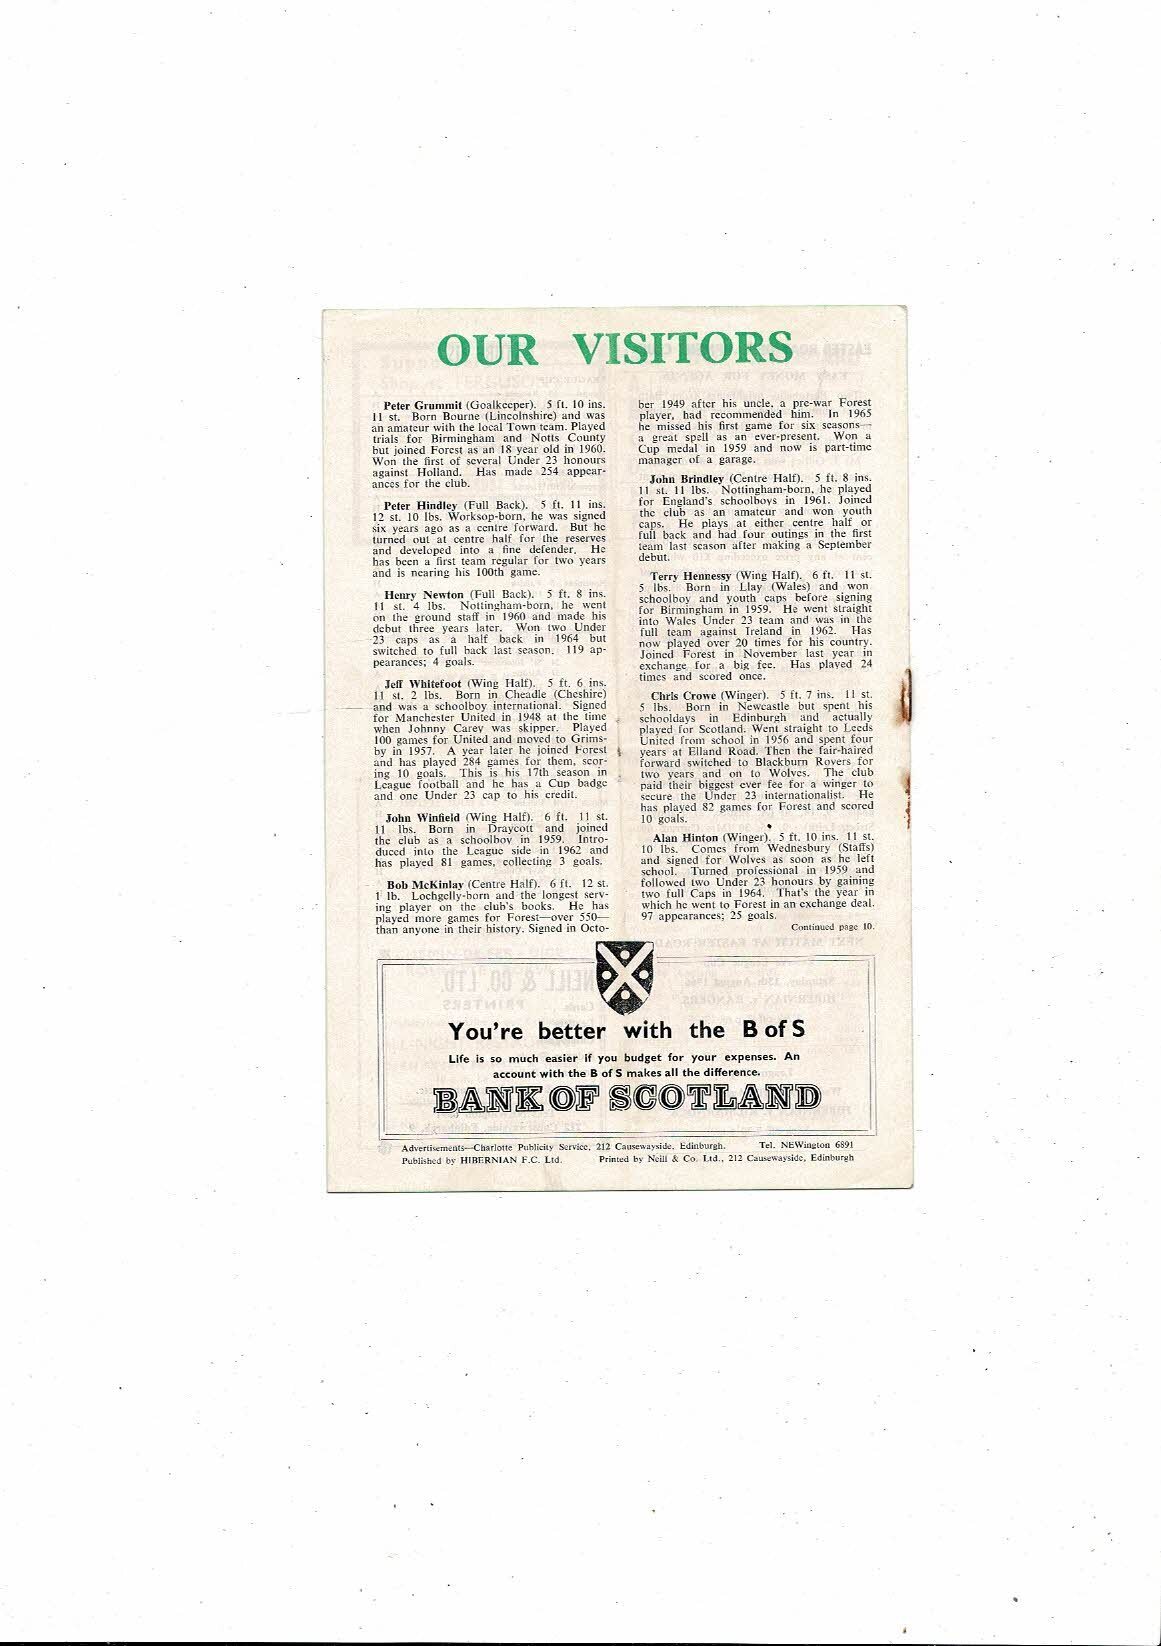 OUR VISITORS
Peter Grummit (Goalkeeper). 5 ft. 10 ins.
11 st. Born Bourne (Lincolnshire) and was
an amateur with the local Town team. Played
trials for Birmingham and Notts County
but joined Forest as an 18 year old in 1960.
Won the first of several Under 23 honours
against Holland. Has made 254 appear-
ances for the club.
Peter Hindley (Full Back). 5 ft. 11 ins.
12 st. 10 lbs. Worksop-born, he was signed
six years ago as a centre forward. But he
turned out at centre half for the reserves
and developed into a fine defender. He
has been a first team regular for two years
and is nearing his 100th game.
Henry Newton (Full Back). 5 ft. 8 ins.
11 st. 4 lbs. Nottingham-born, he went
on the ground staff in 1960 and made his
debut three years later. Won two Under
23 caps as a half back in 1964 but
switched to full back last season. 119 ap-
pearances; 4 goals.
Jeff Whitefoot (Wing Half). 5 ft. 6 ins.
11 st. 2 lbs. Born in Cheadle (Cheshire)
and was a schoolboy international. Signed
for Manchester United in 1948 at the time
when Johnny Carey was skipper. Played
100 games for United and moved to Grims-
by in 1957. A year later he joined Forest
and has played 284 games for them, scor-
ing 10 goals. This is his 17th season in
League football and he has a Cup badge
and one Under 23 cap to his credit.
John Winfield (Wing Half). 6 ft. 11 st.
11 lbs. Born in Draycott and joined
the club as a schoolboy in 1959. Intro-
duced into the League side in 1962 and
has played 81 games, collecting 3 goals.
Bob McKinlay (Centre Half). 6 ft. 12 st.
1 lb. Lochgelly-born and the longest serv-
ing player on the club's books. He has
played more games for Forest—over 550—
than anyone in their history. Signed in Octo-
ber 1949 after his uncle, a pre-war Forest
player, had recommended him. In 1965
he missed his first game for six seasons—
a great spell as an ever-present. Won a
Cup medal in 1959 and now is part-time
manager of a garage.
John Brindley (Centre Half). 5 ft. 8 ins.
11 st. 11 lbs. Nottingham-born, he played
for England's schoolboys in 1961. Joined
the club as an amateur and won youth
caps. He plays at either centre half or
full back and had four outings in the first
team last season after making a September
debut.
Terry Hennessy (Wing Half). 6 ft. 11 st.
5 lbs. Born in Llay (Wales) and won
schoolboy and youth caps before signing
for Birmingham in 1959. He went straight
into Wales Under 23 team and was in the
full team against Ireland in 1962. Has
now played over 20 times for his country.
Joined Forest in November last year in
exchange for a big fee. Has played 24
times and scored once.
Chris Crowe (Winger). 5 ft. 7 ins. 11 st.
5 lbs. Born in Newcastle but spent his
schooldays in Edinburgh and actually
played for Scotland. Went straight to Leeds
United from school in 1956 and spent four
years at Elland Road. Then the fair-haired
forward switched to Blackburn Rovers for
two years and on to Wolves. The club
paid their biggest ever fee for a winger to
secure the Under 23 internationalist. He
has played 82 games for Forest and scored
10 goals.
Alan Hinton (Winger). 5 ft. 10 ins. 11 st.
10 lbs. Comes from Wednesbury (Staffs)
and signed for Wolves as soon as he left
school. Turned professional in 1959 and
followed two Under 23 honours by gaining
two full Caps in 1964. That's the year in
which he went to Forest in an exchange deal.
97 appearances; 25 goals.
Continued page 10.
You're better with the B of S
Life is so much easier if you budget for your expenses. An
account with the B of S makes all the difference.
BANK OF SCOTLAND
Advertisements—Charlotte Publicity Service, 212 Causewayside, Edinburgh. Tel. NEWington 6891
Published by HIBERNIAN F.C. Ltd. Printed by Neill & Co. Ltd., 212 Causewayside, Edinburgh